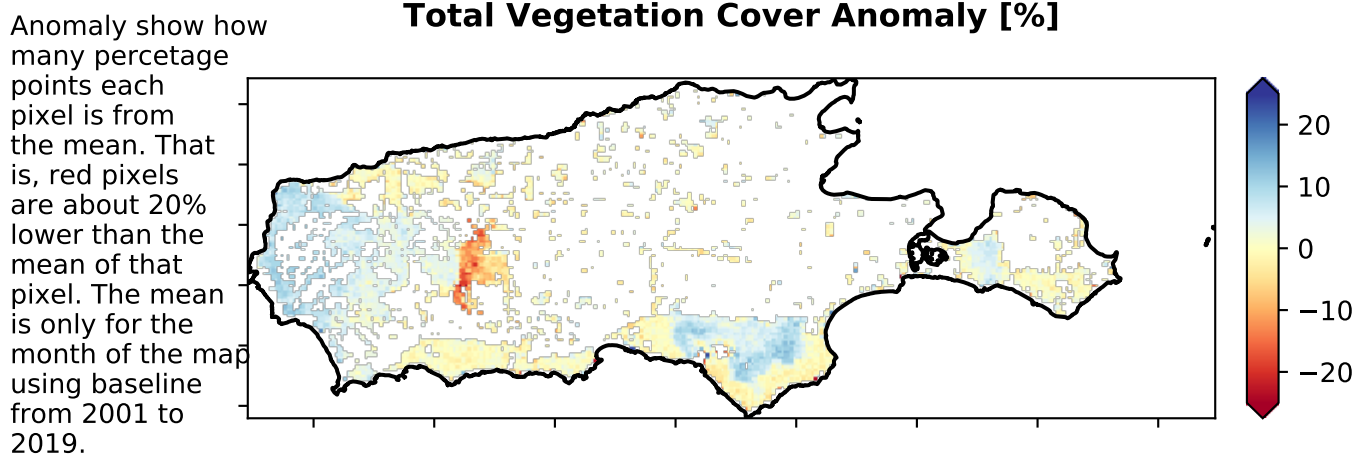 Total Vegetation Cover Anomaly [%]
Anomaly show how
many percetage
points each
pixel is from
the mean. That
is, red pixels
are about 20%
lower than the
mean of that
pixel. The mean
is only for the
month of the map
using baseline
from 2001 to
2019.
20
10
0
−10
−20